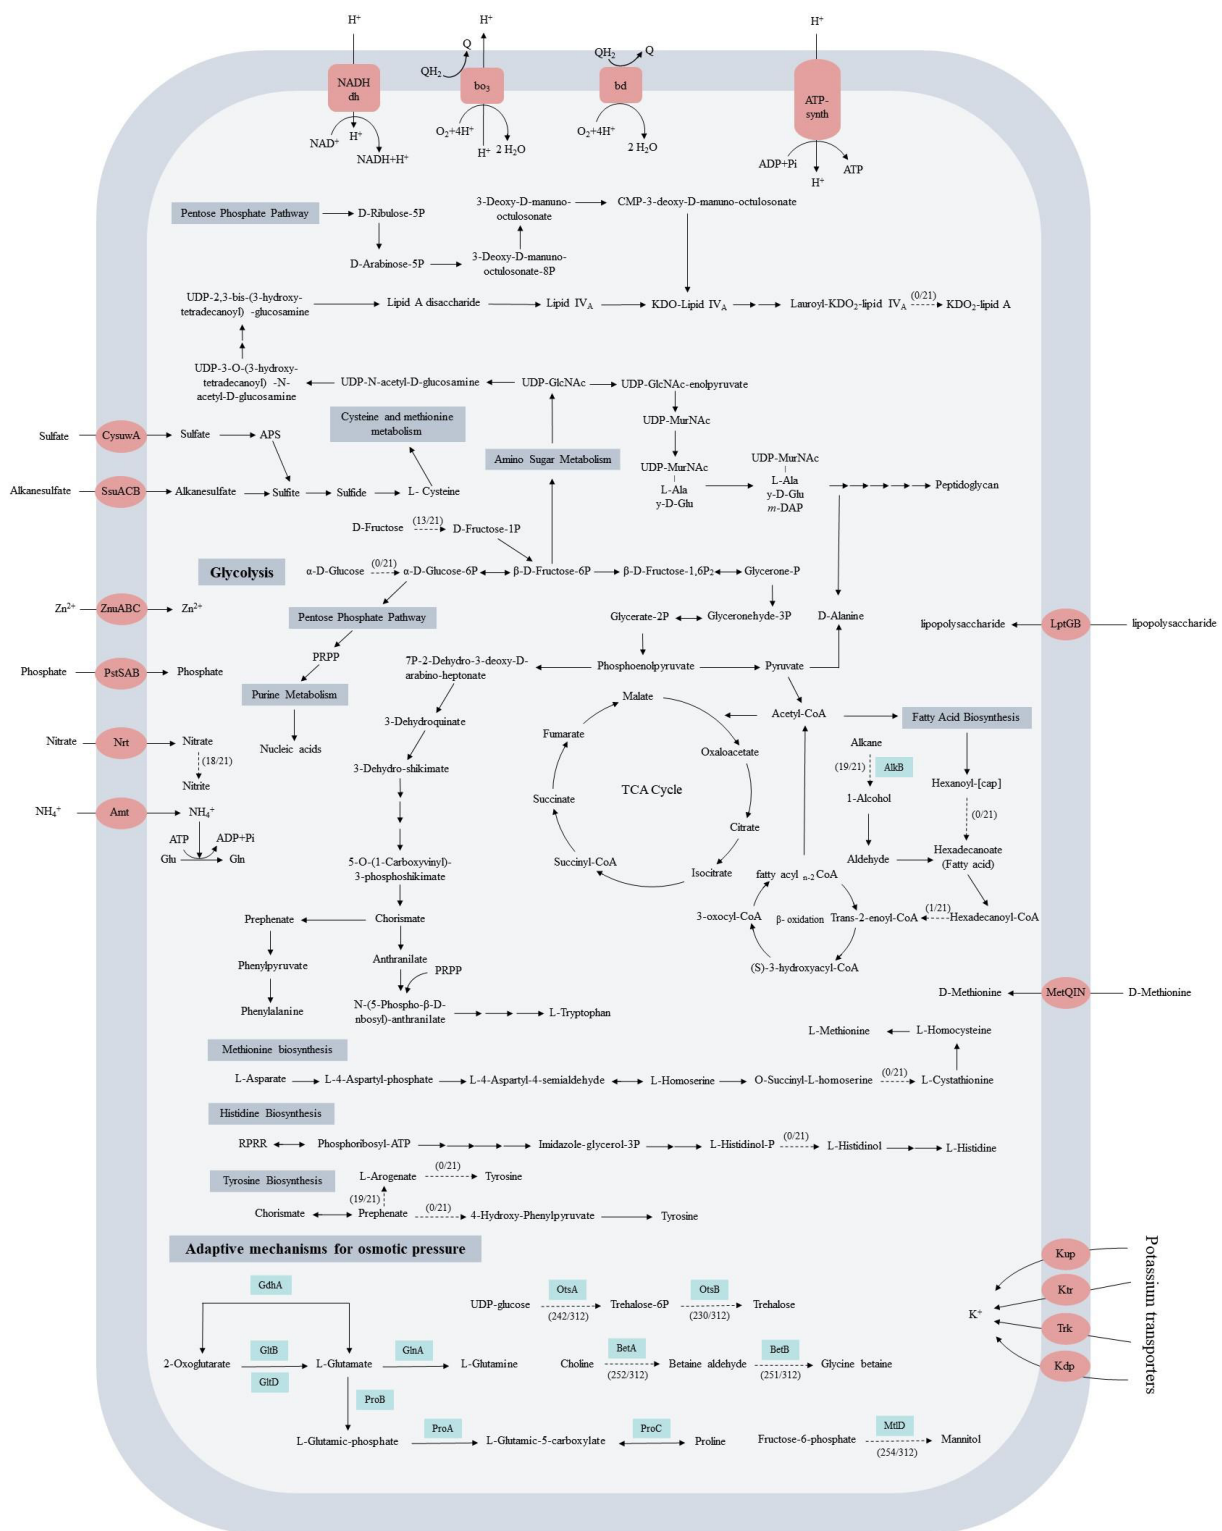 H⁺
H⁺
H⁺
Q
QH₂
QH₂
Q
NADH
dh
bo₃
bd
ATP-
synth
NAD⁺
H⁺
NADH+H⁺
O₂+4H⁺
H⁺
2 H₂O
O₂+4H⁺
2 H₂O
ADP+Pi
ATP
H⁺
Pentose Phosphate Pathway
D-Ribulose-5P
3-Deoxy-D-manuno-
octulosonate
CMP-3-deoxy-D-manuno-octulosonate
D-Arabinose-5P
3-Deoxy-D-manuno-
octulosonate-8P
UDP-2,3-bis-(3-hydroxy-
tetradecanoyl) -glucosamine
Lipid A disaccharide
Lipid IV_A
KDO-Lipid IV_A
Lauroyl-KDO₂-lipid IV_A
(0/21)
KDO₂-lipid A
UDP-3-O-(3-hydroxy-
tetradecanoyl) -N-
acetyl-D-glucosamine
UDP-N-acetyl-D-glucosamine
UDP-GlcNAc
UDP-GlcNAc-enolpyruvate
Cysteine and methionine
metabolism
UDP-MurNAc
Sulfate
CysuwA
Sulfate
APS
Amino Sugar Metabolism
UDP-MurNAc
L-Ala
y-D-Glu
UDP-MurNAc
L-Ala
y-D-Glu
m-DAP
Peptidoglycan
Alkanesulfate
SsuACB
Alkanesulfate
Sulfite
Sulfide
L- Cysteine
D-Fructose
(13/21)
D-Fructose-1P
Glycolysis
α-D-Glucose
(0/21)
α-D-Glucose-6P
β-D-Fructose-6P
β-D-Fructose-1,6P₂
Glycerone-P
Zn²⁺
ZnuABC
Zn²⁺
Pentose Phosphate Pathway
Glycerate-2P
Glyceronehyde-3P
D-Alanine
lipopolysaccharide
LptGB
lipopolysaccharide
PRPP
Phosphate
PstSAB
Phosphate
7P-2-Dehydro-3-deoxy-D-
arabino-heptonate
Phosphoenolpyruvate
Pyruvate
Purine Metabolism
Malate
Acetyl-CoA
Fatty Acid Biosynthesis
3-Dehydroquinate
Nitrate
Nrt
Nitrate
Nucleic acids
Fumarate
Oxaloacetate
Alkane
(18/21)
Nitrite
3-Dehydro-shikimate
(19/21)
AlkB
Hexanoyl-[cap]
TCA Cycle
Succinate
1-Alcohol
NH₄⁺
Amt
NH₄⁺
(0/21)
Citrate
ATP
ADP+Pi
Glu
Gln
5-O-(1-Carboxyvinyl)-
3-phosphoshikimate
Succinyl-CoA
Isocitrate
fatty acyl ₙ₋₂ CoA
Aldehyde
Hexadecanoate
(Fatty acid)
Prephenate
Chorismate
3-oxocyl-CoA
β- oxidation
Trans-2-enoyl-CoA
(1/21)
Hexadecanoyl-CoA
Phenylpyruvate
Anthranilate
PRPP
(S)-3-hydroxyacyl-CoA
Phenylalanine
N-(5-Phospho-β-D-
nbosyl)-anthranilate
L-Tryptophan
D-Methionine
MetQIN
D-Methionine
L-Methionine
L-Homocysteine
Methionine biosynthesis
L-Asparate
L-4-Aspartyl-phosphate
L-4-Aspartyl-4-semialdehyde
L-Homoserine
O-Succinyl-L-homoserine
(0/21)
L-Cystathionine
Histidine Biosynthesis
RPRR
Phosphoribosyl-ATP
Imidazole-glycerol-3P
L-Histidinol-P
(0/21)
L-Histidinol
L-Histidine
Tyrosine Biosynthesis
L-Arogenate
(0/21)
Tyrosine
(19/21)
Chorismate
Prephenate
(0/21)
4-Hydroxy-Phenylpyruvate
Tyrosine
Adaptive mechanisms for osmotic pressure
GdhA
UDP-glucose
OtsA
(242/312)
Trehalose-6P
OtsB
(230/312)
Trehalose
2-Oxoglutarate
GltB
GltD
L-Glutamate
GlnA
L-Glutamine
Choline
BetA
(252/312)
Betaine aldehyde
BetB
(251/312)
Glycine betaine
ProB
L-Glutamic-phosphate
ProA
L-Glutamic-5-carboxylate
ProC
Proline
Fructose-6-phosphate
MtlD
(254/312)
Mannitol
K⁺
Kup
Ktr
Trk
Kdp
Potassium transporters